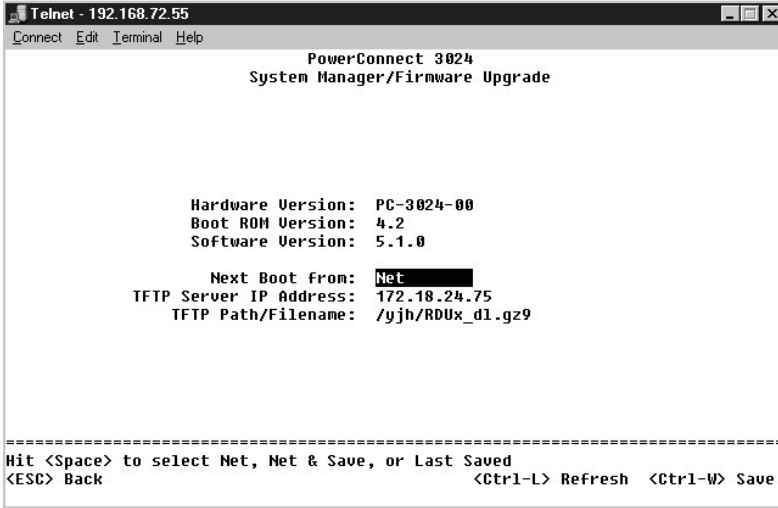 Telnet - 192.168.72.55
Connect Edit Terminal Help
PowerConnect 3024
System Manager/Firmware Upgrade
Hardware Version: PC-3024-00
Boot ROM Version: 4.2
Software Version: 5.1.0
Next Boot from: Net
TFTP Server IP Address: 172.18.24.75
TFTP Path/Filename: /yjh/RDUx_dl.gz9
================================================================================
Hit <Space> to select Net, Net & Save, or Last Saved
<ESC> Back <Ctrl-L> Refresh <Ctrl-W> Save